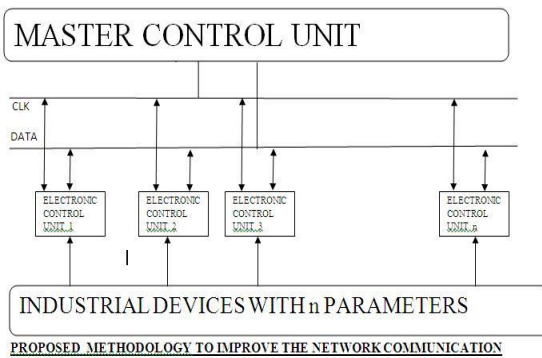 MASTER CONTROL UNIT
CLK
DATA
ELECTRONIC
CONTROL
UNIT 1
ELECTRONIC
CONTROL
UNIT 2
ELECTRONIC
CONTROL
UNIT 3
ELECTRONIC
CONTROL
UNIT n
INDUSTRIAL DEVICES WITH n PARAMETERS
PROPOSED METHODOLOGY TO IMPROVE THE NETWORK COMMUNICATION